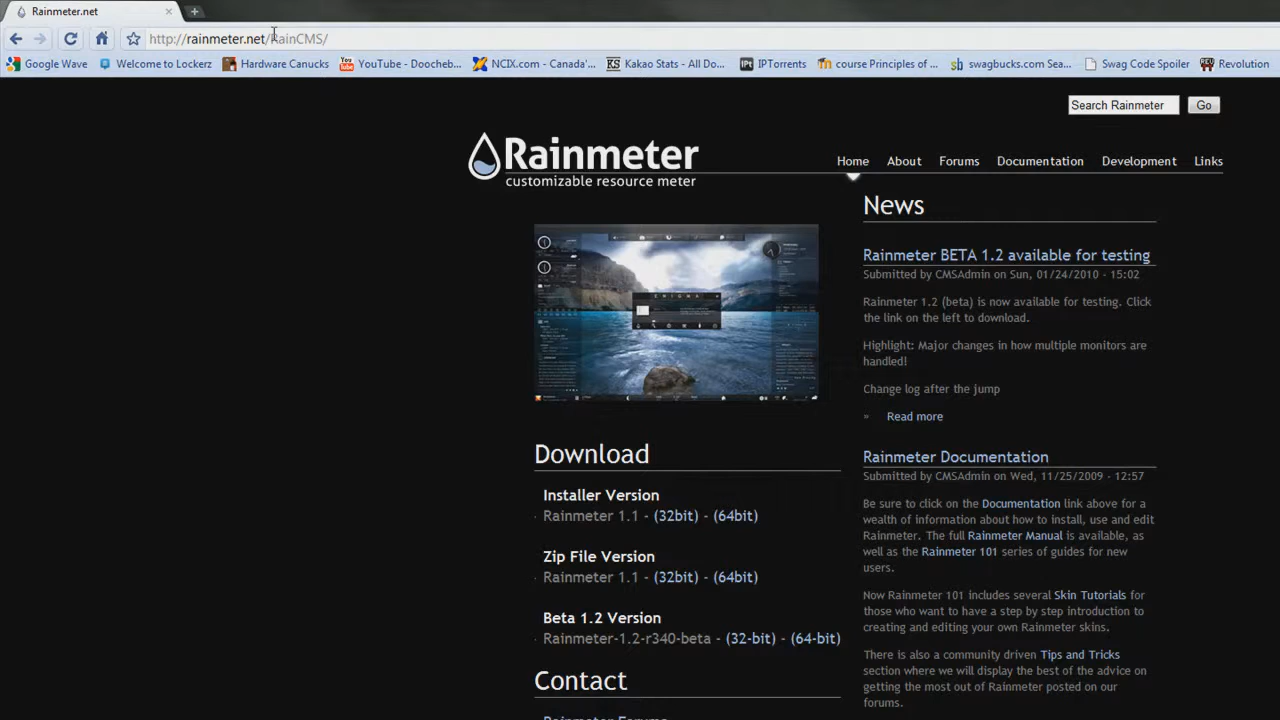 Rainmeter.net
http://rainmeter.net/RainCMS/
Google Wave
Welcome to Lockerz
Hardware Canucks
YouTube - Doocheb...
NCIX.com - Canada'...
Kakao Stats - All Do...
IPTorrents
course Principles of ...
swagbucks.com Sea...
Swag Code Spoiler
Revolution
Search Rainmeter
Go
Rainmeter
customizable resource meter
Home
About
Forums
Documentation
Development
Links
Download
Installer Version
Rainmeter 1.1 - (32bit) - (64bit)
Zip File Version
Rainmeter 1.1 - (32bit) - (64bit)
Beta 1.2 Version
Rainmeter-1.2-r340-beta - (32-bit) - (64-bit)
Contact
Rainmeter Forums
News
Rainmeter BETA 1.2 available for testing
Submitted by CMSAdmin on Sun, 01/24/2010 - 15:02
Rainmeter 1.2 (beta) is now available for testing. Click
the link on the left to download.
Highlight: Major changes in how multiple monitors are
handled!
Change log after the jump
» Read more
Rainmeter Documentation
Submitted by CMSAdmin on Wed, 11/25/2009 - 12:57
Be sure to click on the Documentation link above for a
wealth of information about how to install, use and edit
Rainmeter. The full Rainmeter Manual is available, as
well as the Rainmeter 101 series of guides for new
users.
Now Rainmeter 101 includes several Skin Tutorials for
those who want to have a step by step introduction to
creating and editing your own Rainmeter skins.
There is also a community driven Tips and Tricks
section where we will display the best of the advice on
getting the most out of Rainmeter posted on our
forums.